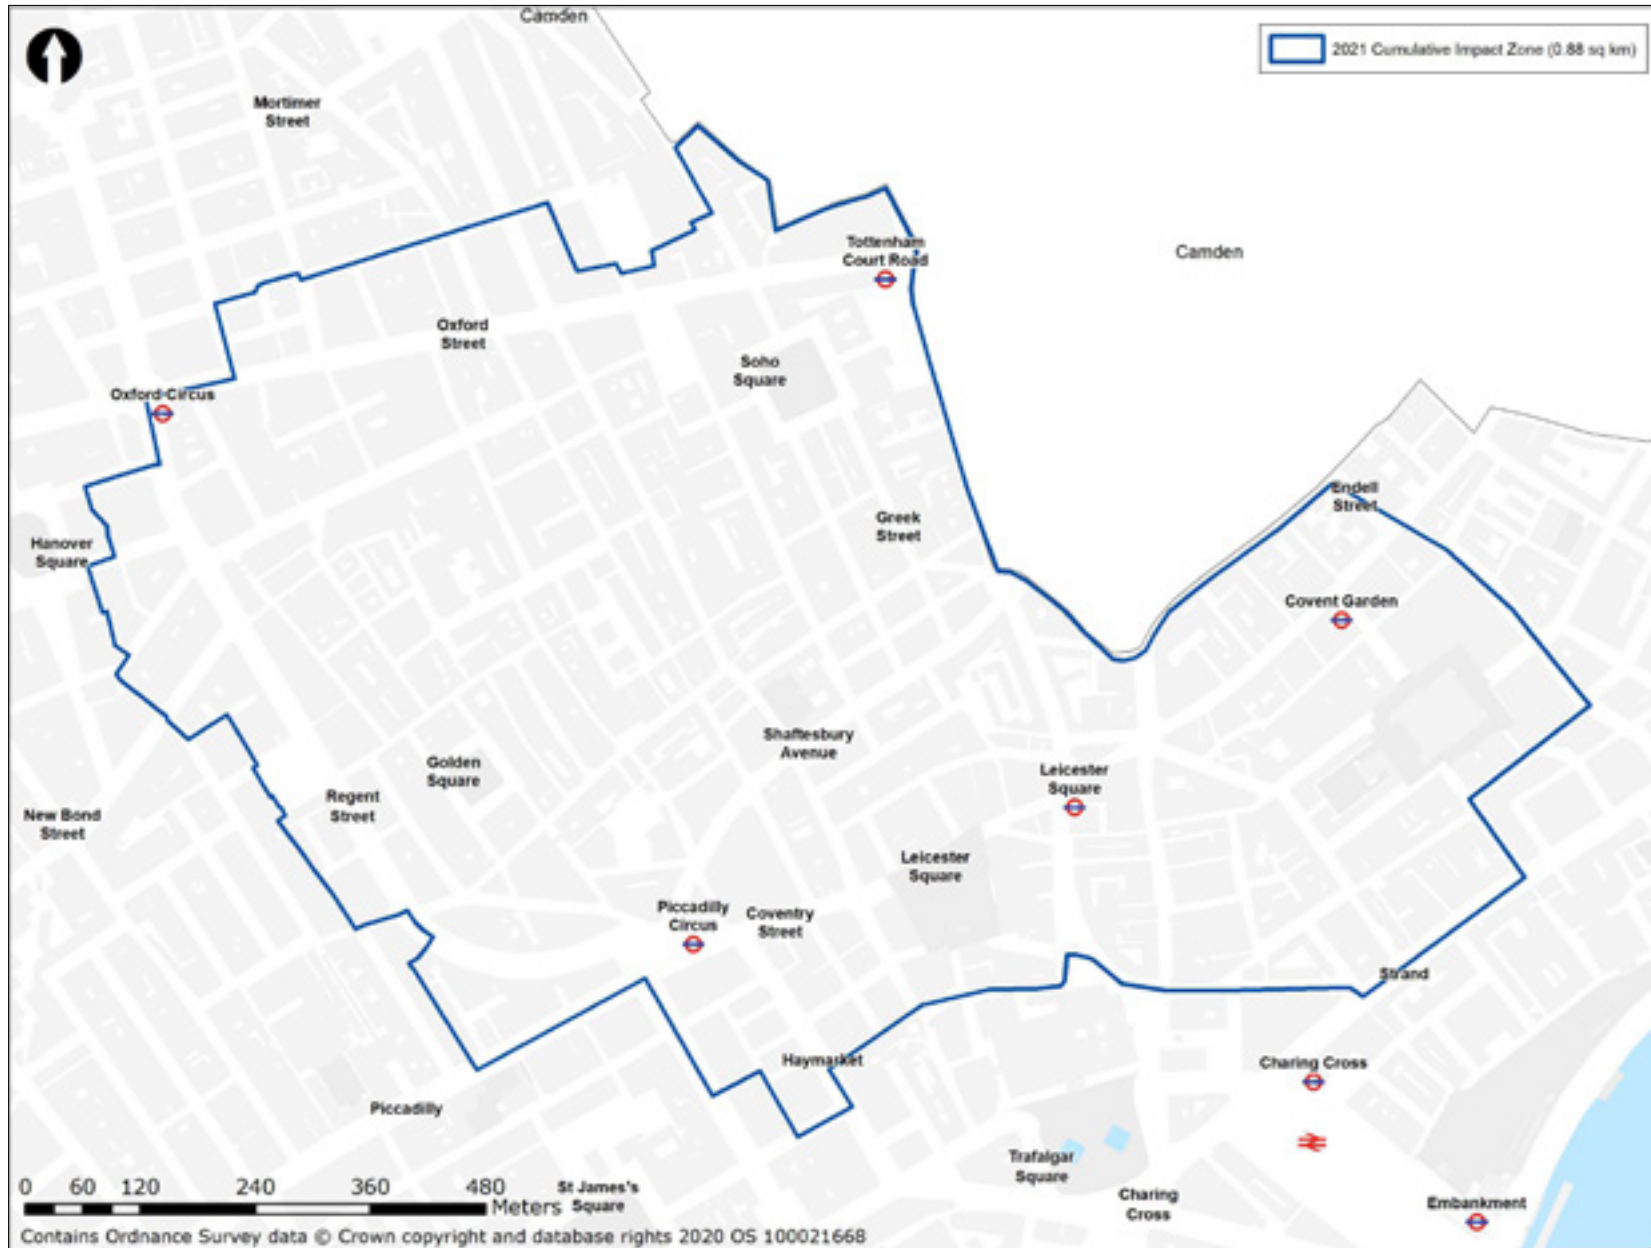 Camden
2021 Cumulative Impact Zone (0.88 sq km)
Mortimer
Street
Tottenham
Court Road
Camden
Oxford
Street
Soho
Square
Oxford Circus
Endell
Street
Greek
Street
Hanover
Square
Covent Garden
Shaftesbury
Avenue
Golden
Square
Leicester
Square
Regent
Street
New Bond
Street
Leicester
Square
Piccadilly
Circus
Coventry
Street
Strand
Haymarket
Charing Cross
Piccadilly
Trafalgar
Square
Charing
Cross
Embankment
St James's
Square
0 60 120 240 360 480
Meters
Contains Ordnance Survey data © Crown copyright and database rights 2020 OS 100021668